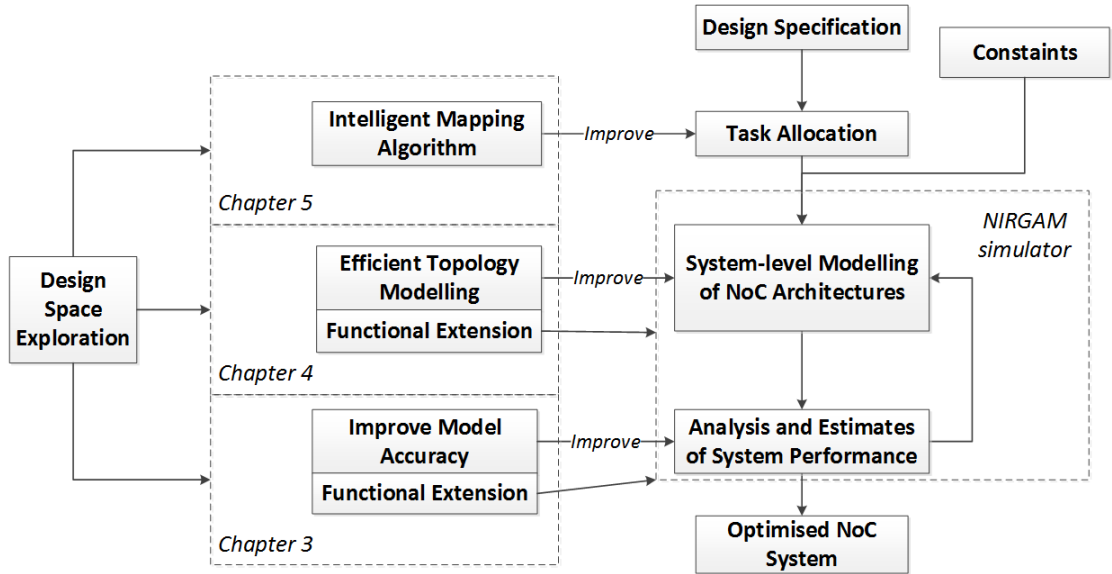 Design Specification
Constaints
Intelligent Mapping
Algorithm
Improve
Task Allocation
Chapter 5
NIRGAM
simulator
Design
Space
Exploration
Efficient Topology
Modelling
Improve
System-level Modelling
of NoC Architectures
Functional Extension
Chapter 4
Improve Model
Accuracy
Improve
Analysis and Estimates
of System Performance
Functional Extension
Chapter 3
Optimised NoC
System